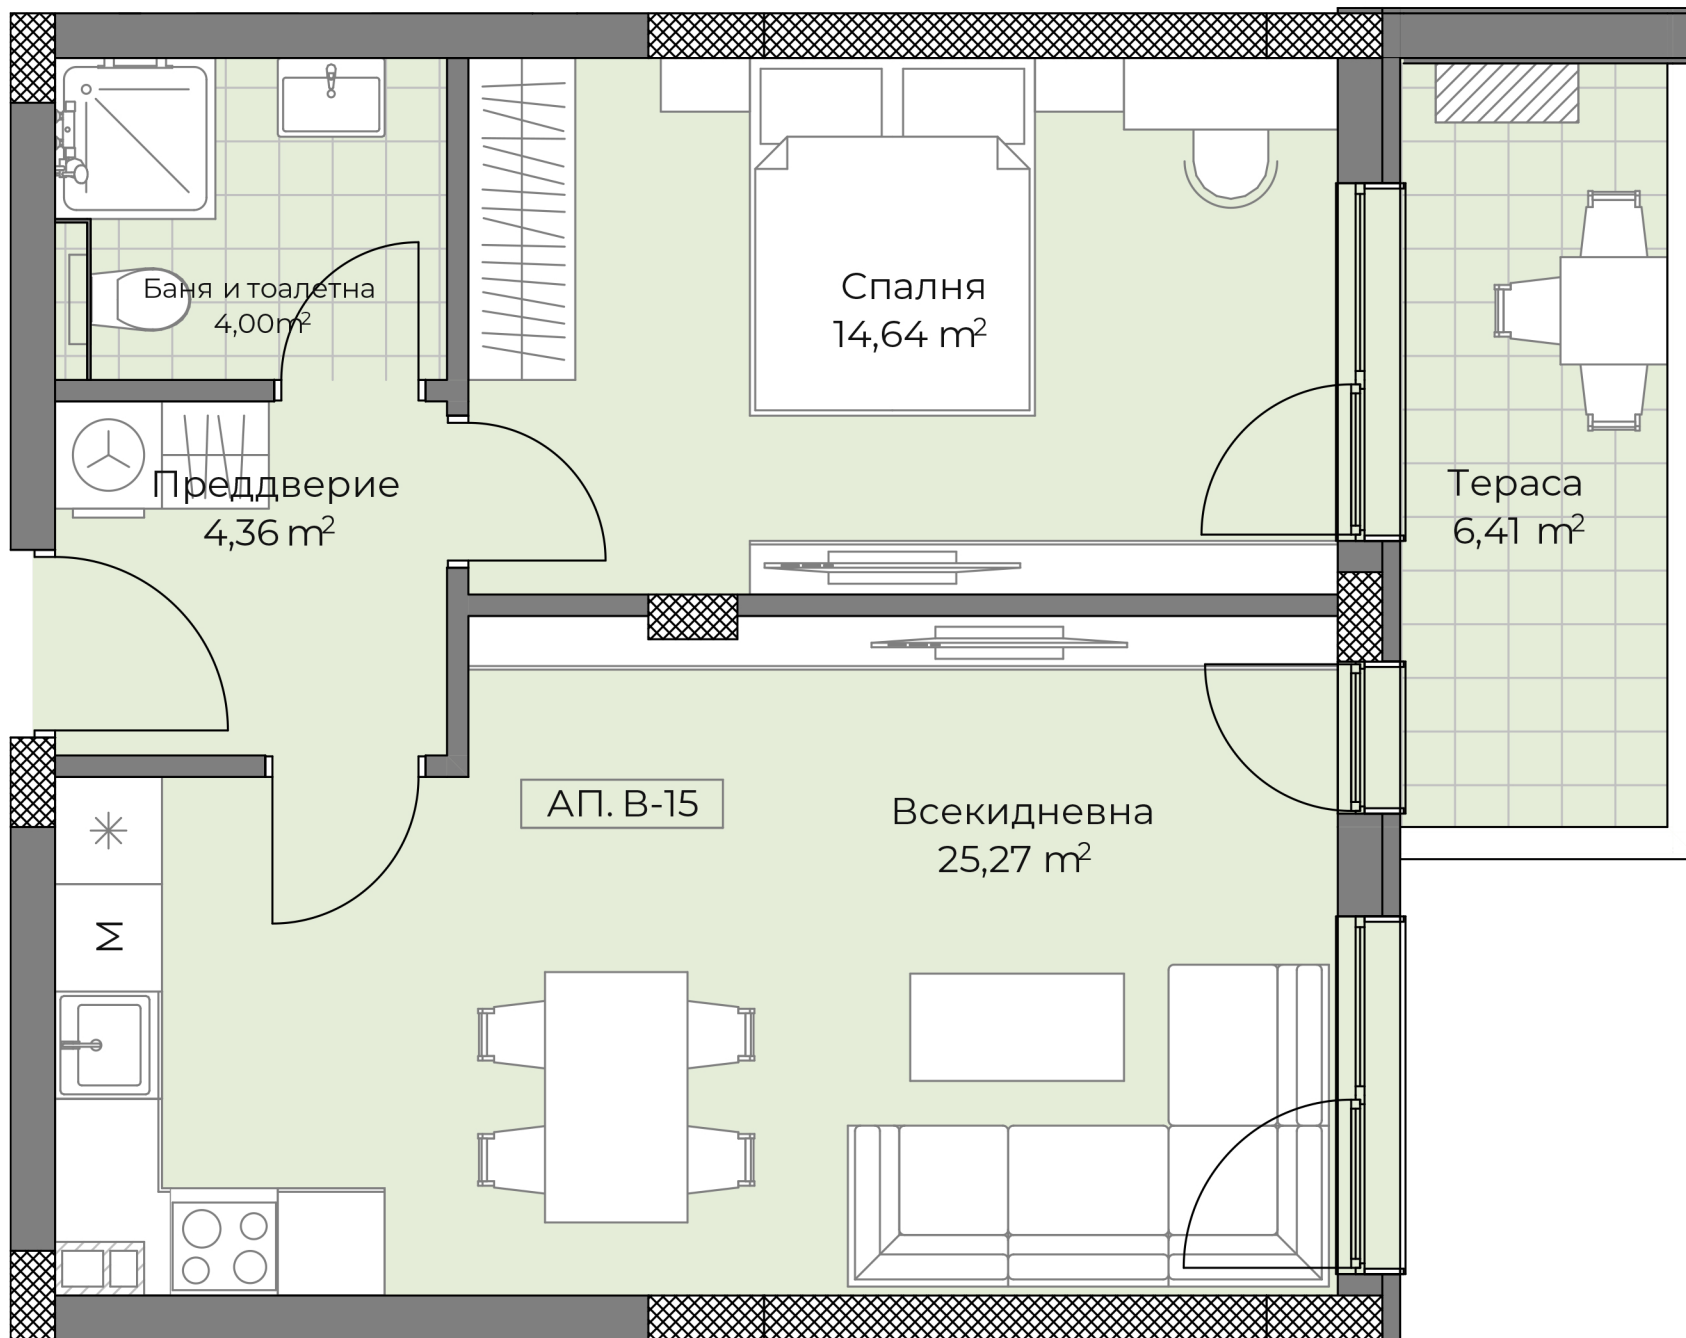 Баня и тоалетна
4,00m²
Спалня
14,64 m²
Преддверие
4,36 m²
Тераса
6,41 m²
АП. В-15
Всекидневна
25,27 m²
M